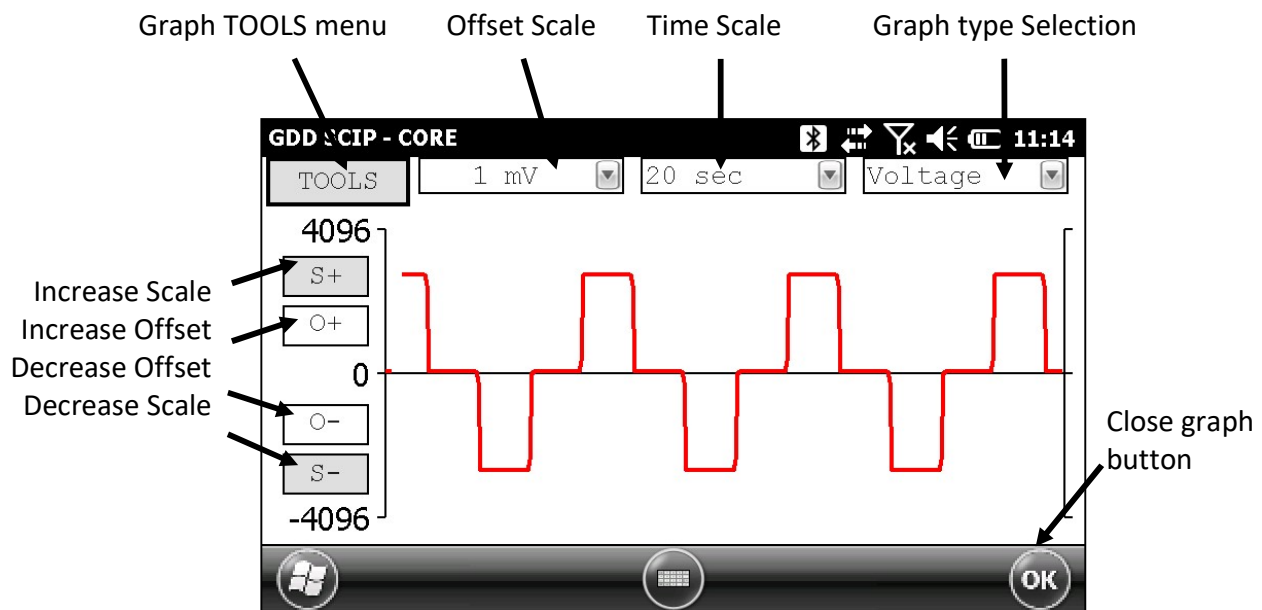 Graph TOOLS menu
Offset Scale
Time Scale
Graph type Selection
GDD SCIP - CORE
11:14
TOOLS
1 mV
20 sec
Voltage
4096
S+
Increase Scale
O+
Increase Offset
0
Decrease Offset
O-
Decrease Scale
S-
-4096
Close graph
button
OK